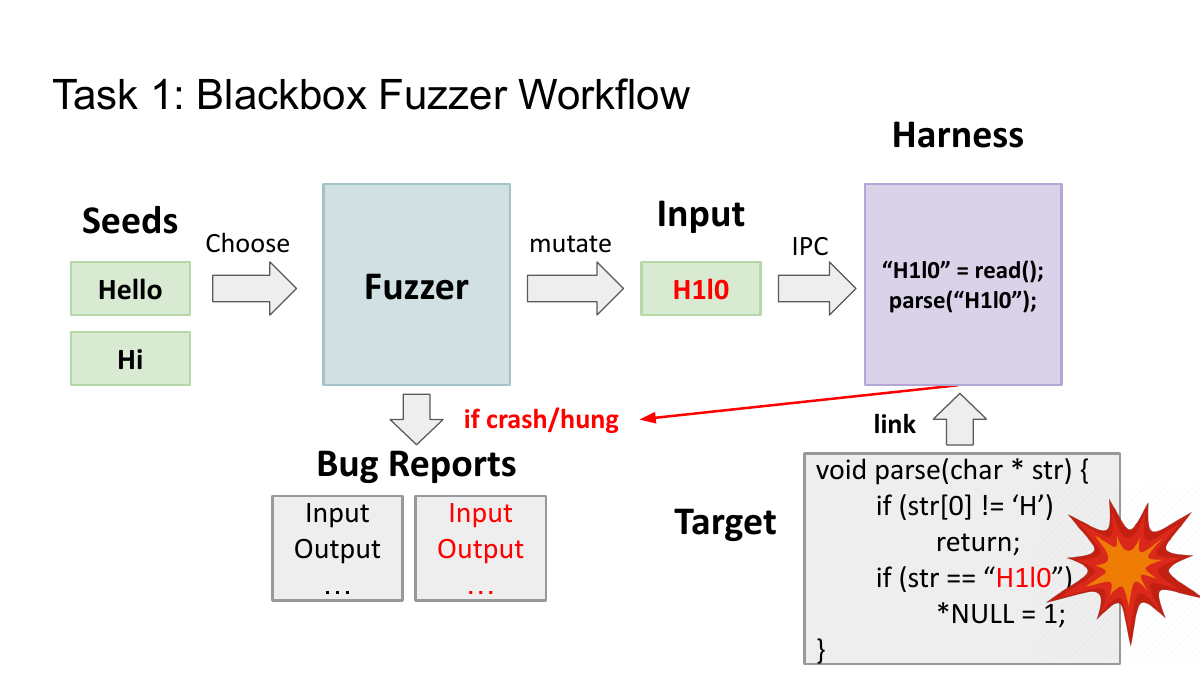 Task 1: Blackbox Fuzzer Workflow
Harness
Seeds
Choose
Hello
Hi
Fuzzer
mutate
Input
H1l0
IPC
“H1l0” = read();
parse(“H1l0”);
if crash/hung
link
Bug Reports
Input
Output
…
Input
Output
…
Target
void parse(char * str) {
if (str[0] != ‘H’)
return;
if (str == “H1l0”)
*NULL = 1;
}